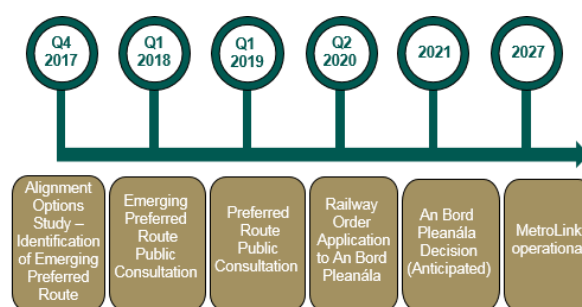 Q4
2017
Q1
2018
Q1
2019
Q2
2020
2021
2027
Alignment
Options
Study –
Identification
of Emerging
Preferred
Route
Emerging
Preferred
Route
Public
Consultation
Preferred
Route
Public
Consultation
Railway
Order
Application
to An Bord
Pleanála
An Bord
Pleanála
Decision
(Anticipated)
MetroLink
operationa